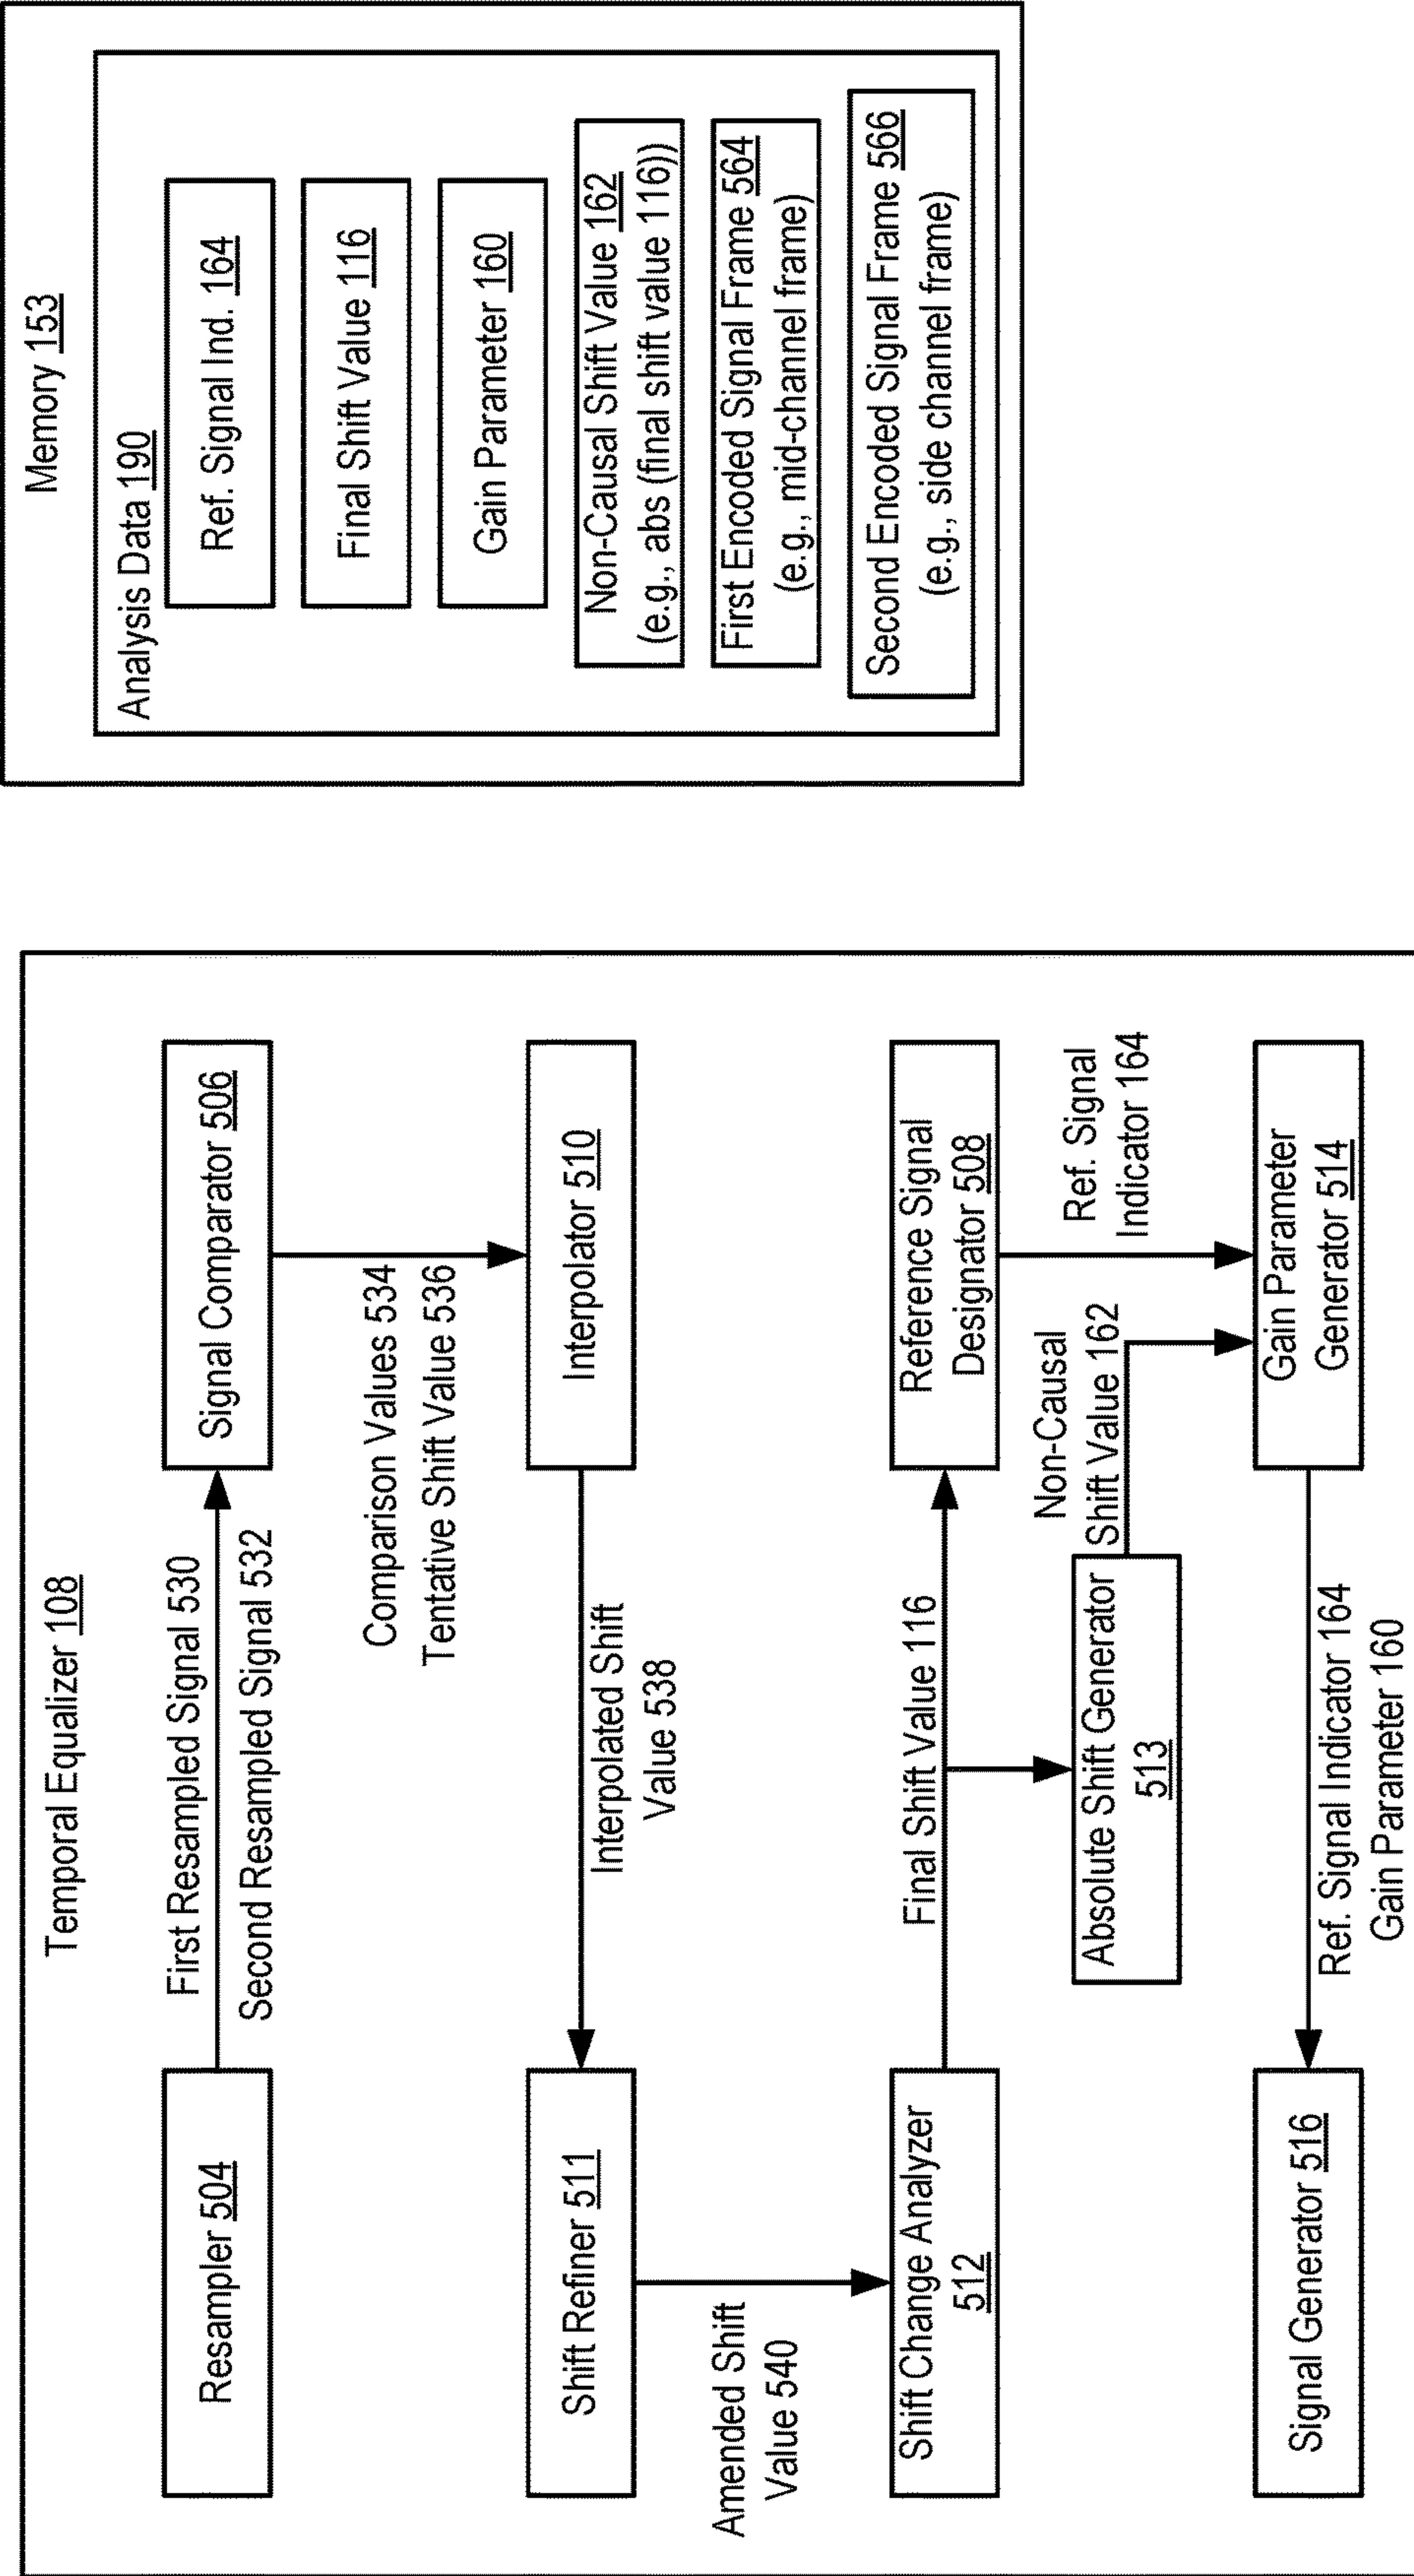 Temporal Equalizer 108
Resampler 504
First Resampled Signal 530
Second Resampled Signal 532
Signal Comparator 506
Comparison Values 534
Tentative Shift Value 536
Shift Refiner 511
Interpolated Shift
Value 538
Interpolator 510
Amended Shift
Value 540
Shift Change Analyzer
512
Final Shift Value 116
Reference Signal
Designator 508
Absolute Shift Generator
513
Non-Causal
Shift Value 162
Ref. Signal
Indicator 164
Signal Generator 516
Ref. Signal Indicator 164
Gain Parameter 160
Gain Parameter
Generator 514
Memory 153
Analysis Data 190
Ref. Signal Ind. 164
Final Shift Value 116
Gain Parameter 160
Non-Causal Shift Value 162
(e.g., abs (final shift value 116))
First Encoded Signal Frame 564
(e.g., mid-channel frame)
Second Encoded Signal Frame 566
(e.g., side channel frame)